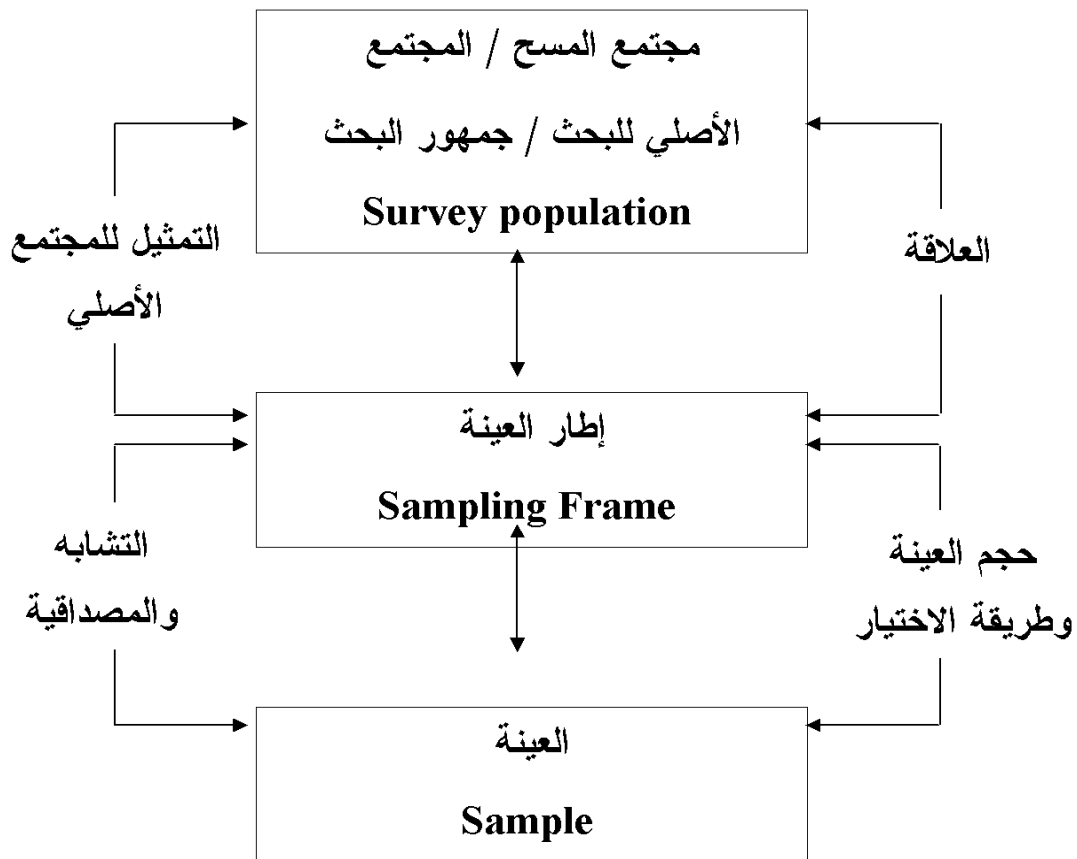 مجتمع المسح / المجتمع
الأصلي للبحث / جمهور البحث
Survey population
العلاقة
التمثيل للمجتمع
الأصلي
إطار العينة
Sampling Frame
حجم العينة
وطريقة الاختيار
التشابه
والمصداقية
العينة
Sample